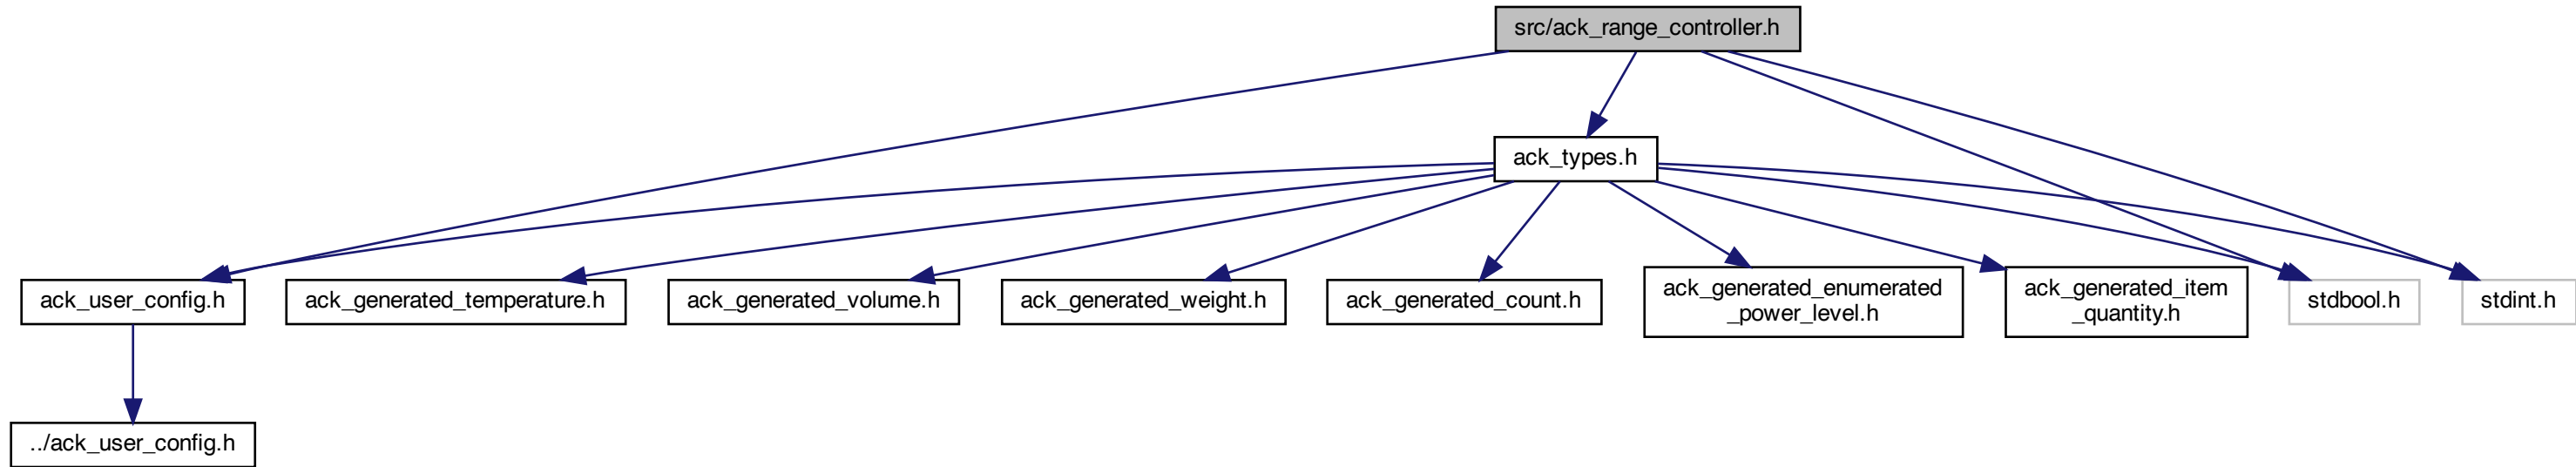 src/ack_range_controller.h
ack_types.h
ack_user_config.h
ack_generated_temperature.h
ack_generated_volume.h
ack_generated_weight.h
ack_generated_count.h
ack_generated_enumerated
_power_level.h
ack_generated_item
_quantity.h
stdbool.h
stdint.h
../ack_user_config.h